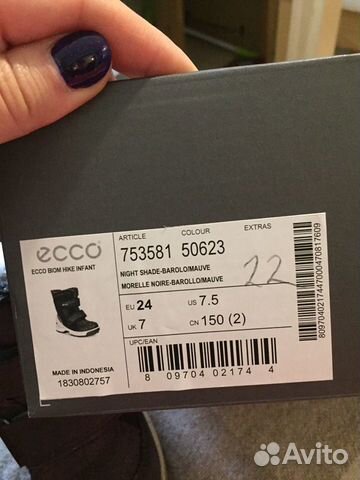 ecco
ECCO BIOM HIKE INFANT
MADE IN INDONESIA
1830802757
ARTICLE COLOUR EXTRAS
753581 50623
NIGHT SHADE-BAROLO/MAUVE
MORELLE NOIRE-BAROLLO/MAUVE
22
EU 24 US 7.5
UK 7 CN 150 (2)
UPC/EAN
8 09704 02174 4
809704021744700047081 7609
Avito